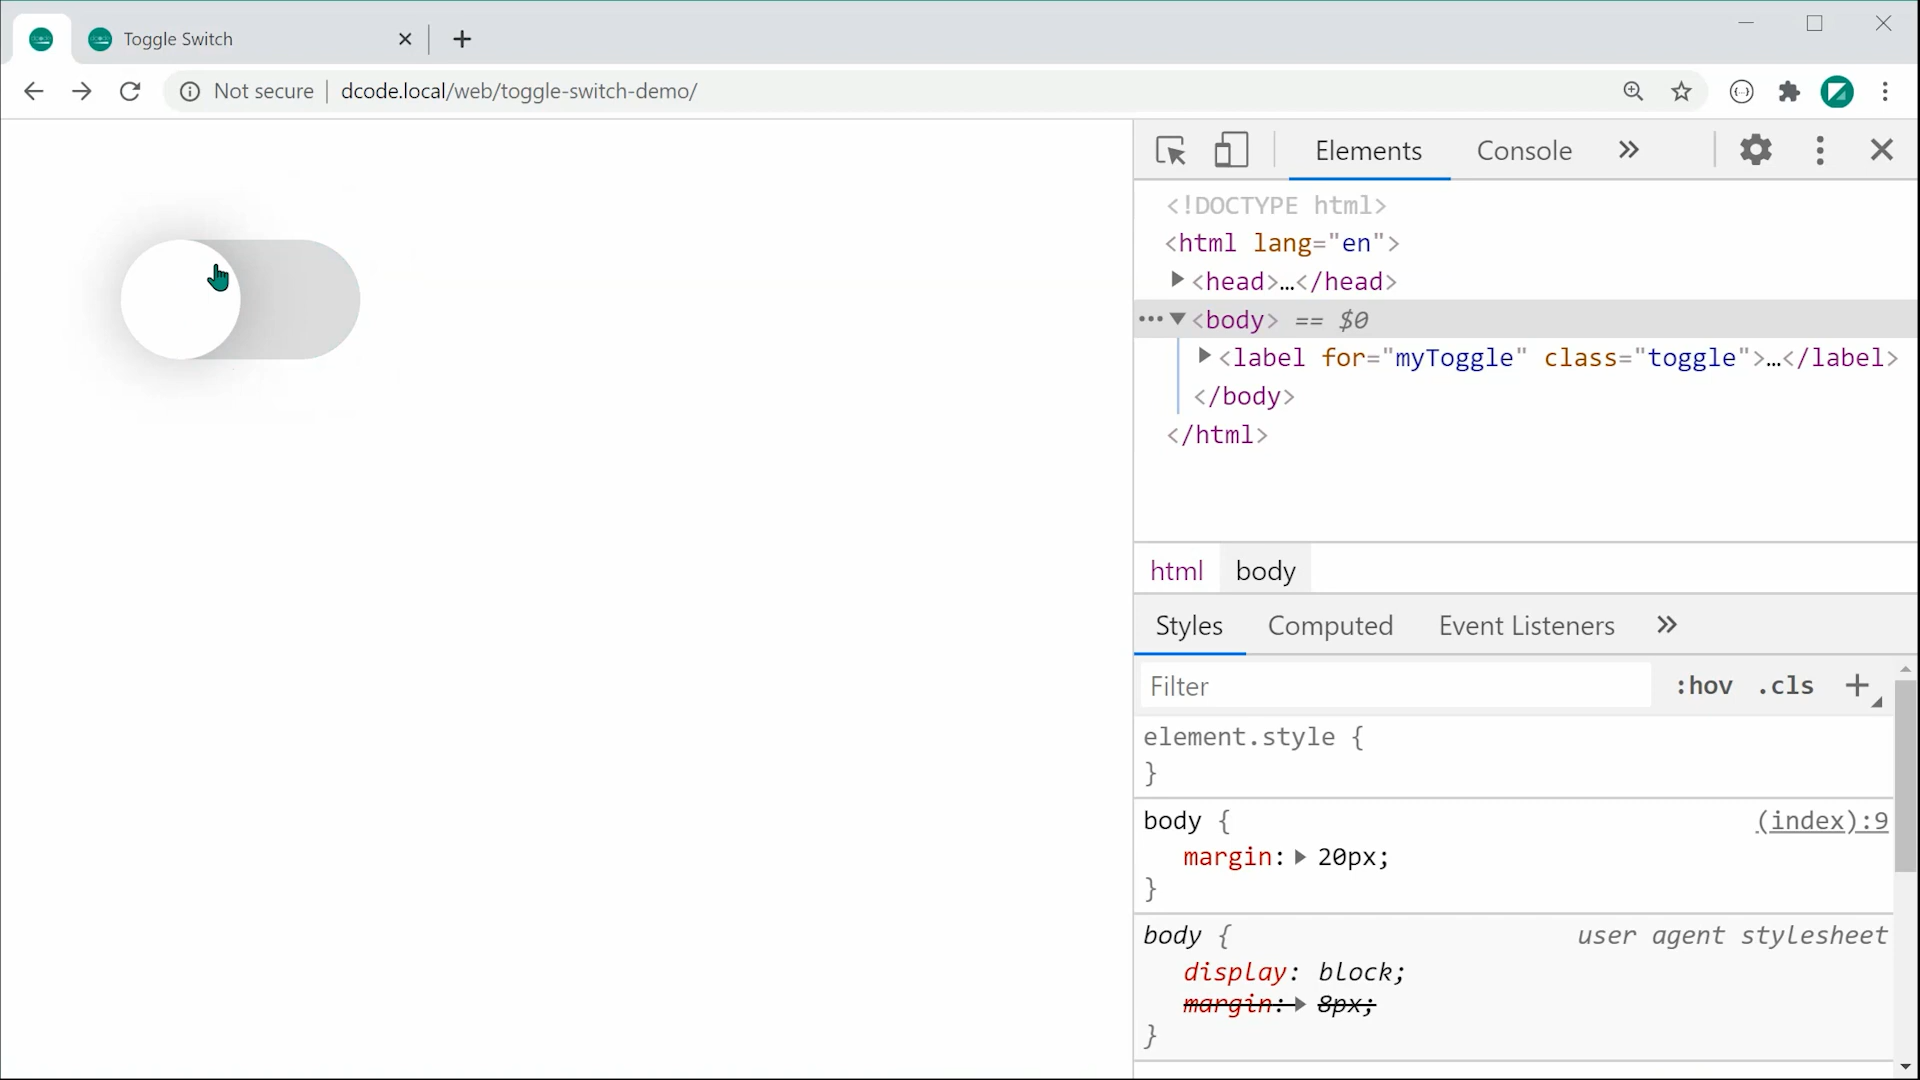 Toggle Switch
Not secure | dcode.local/web/toggle-switch-demo/
Elements Console
<!DOCTYPE html>
<html lang="en">
<head>…</head>
<body> == $0
<label for="myToggle" class="toggle">…</label>
</body>
</html>
html body
Styles Computed Event Listeners
Filter :hov .cls
element.style {
}
body { (index):9
margin: 20px;
}
body { user agent stylesheet
display: block;
margin: 8px;
}